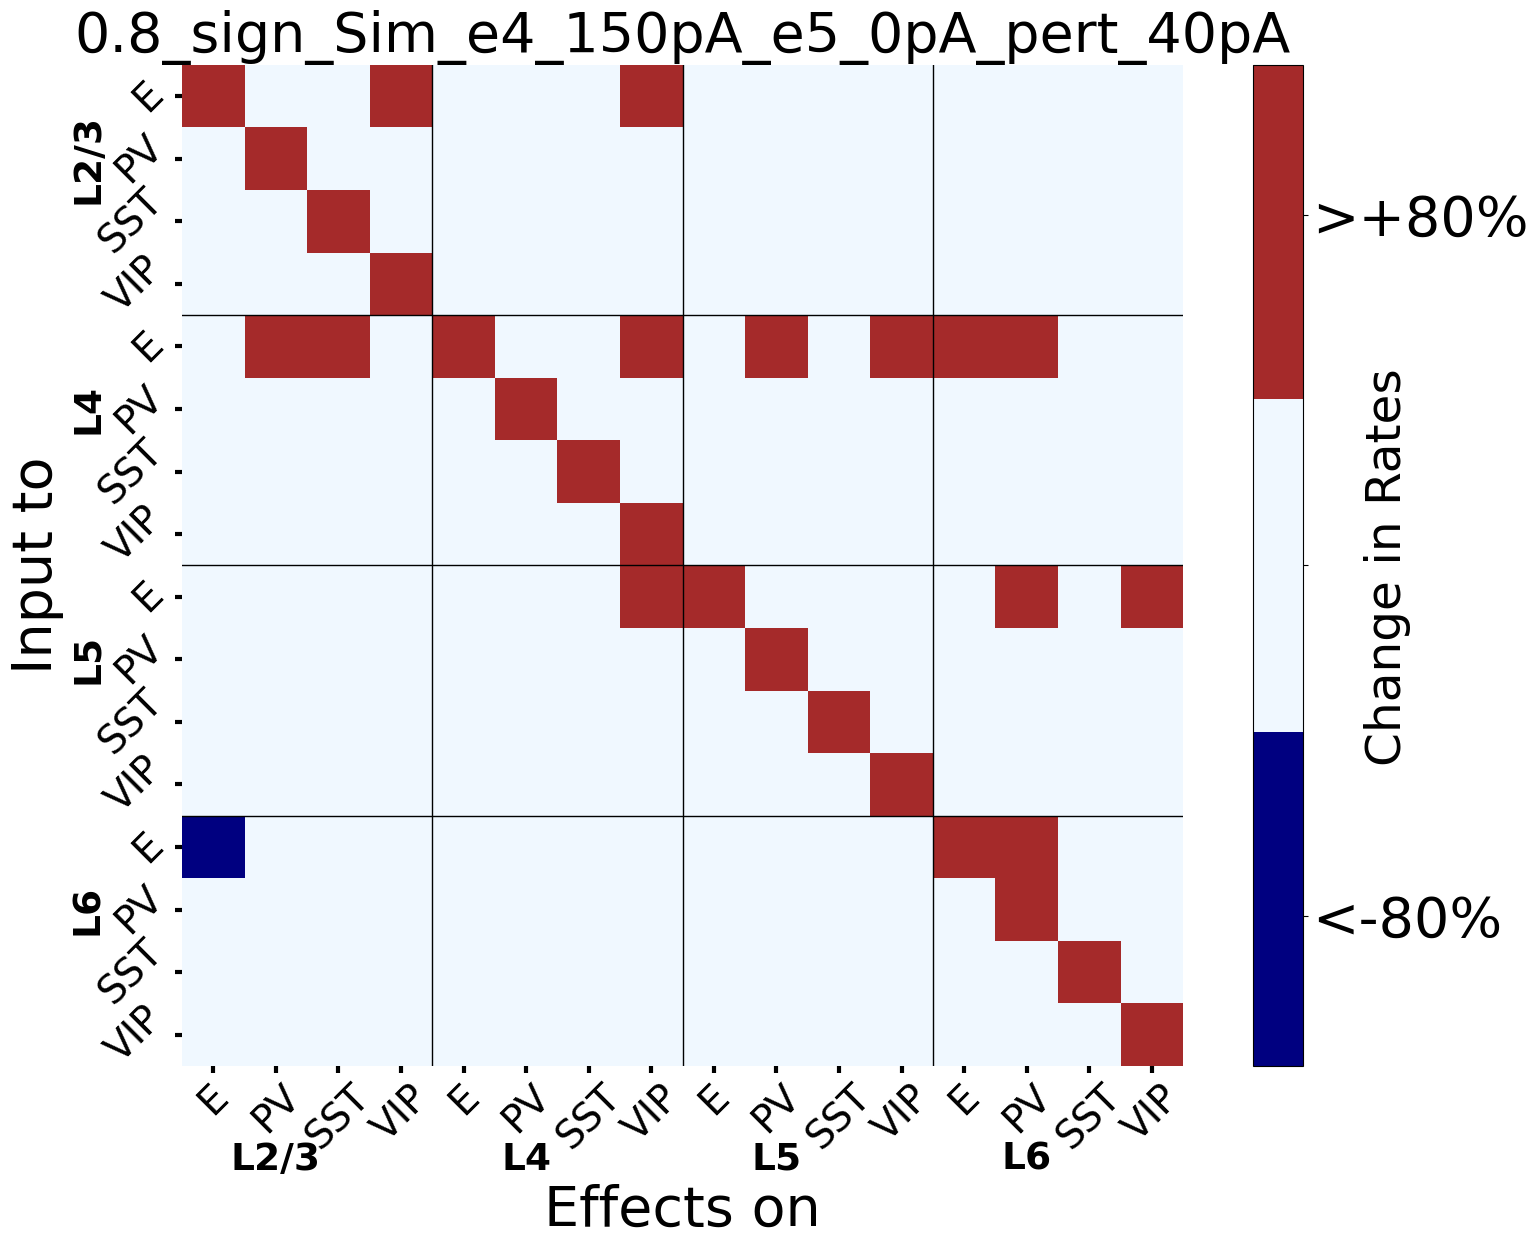 0.8_sign_Sim_e4_150pA_e5_0pA_pert_40pA
Input to
L2/3
E
PV
SST
VIP
L4
E
PV
SST
VIP
L5
E
PV
SST
VIP
L6
E
PV
SST
VIP
E
PV
SST
VIP
E
PV
SST
VIP
E
PV
SST
VIP
E
PV
SST
VIP
L2/3
L4
L5
L6
Effects on
>+80%
<-80%
Change in Rates